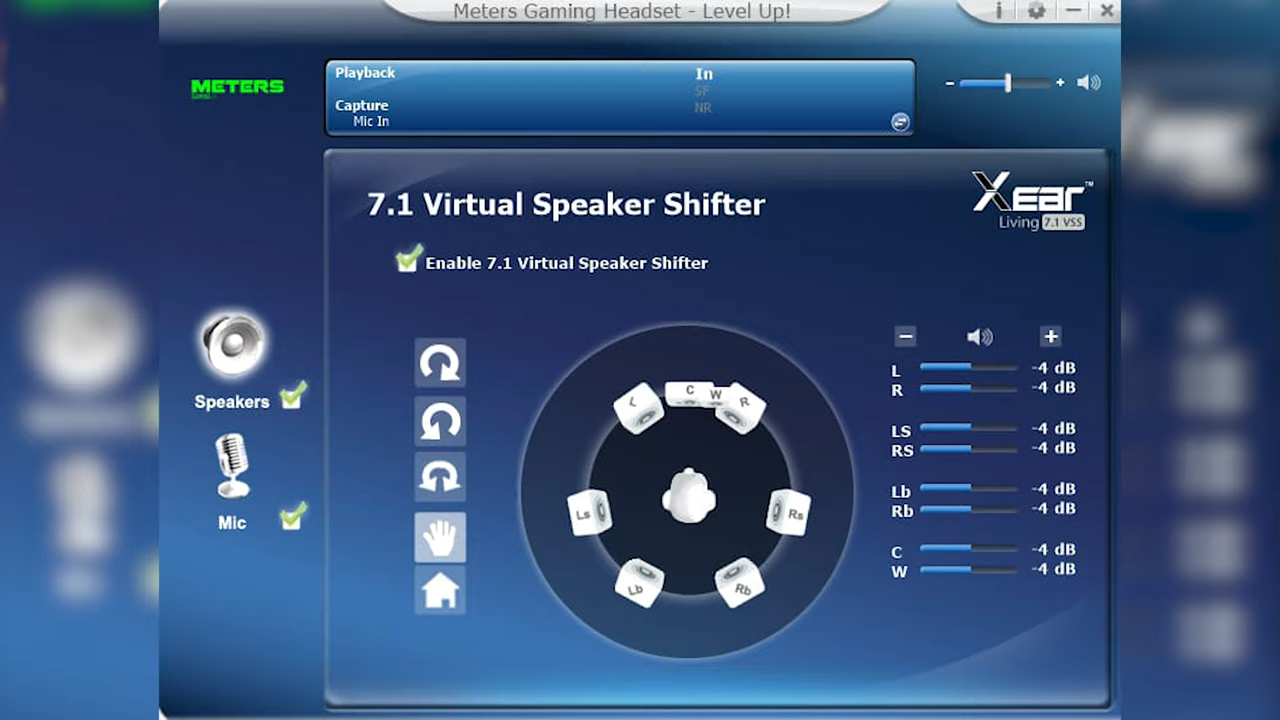 Meters Gaming Headset - Level Up!
METERS
Playback
In
SF
NR
Capture
Mic In
- +
7.1 Virtual Speaker Shifter
Xear™
Living 7.1 VSS
Enable 7.1 Virtual Speaker Shifter
Speakers
Mic
L
C
W
R
Ls
Rs
Lb
Rb
- +
L -4 dB
R -4 dB
LS -4 dB
RS -4 dB
Lb -4 dB
Rb -4 dB
C -4 dB
W -4 dB